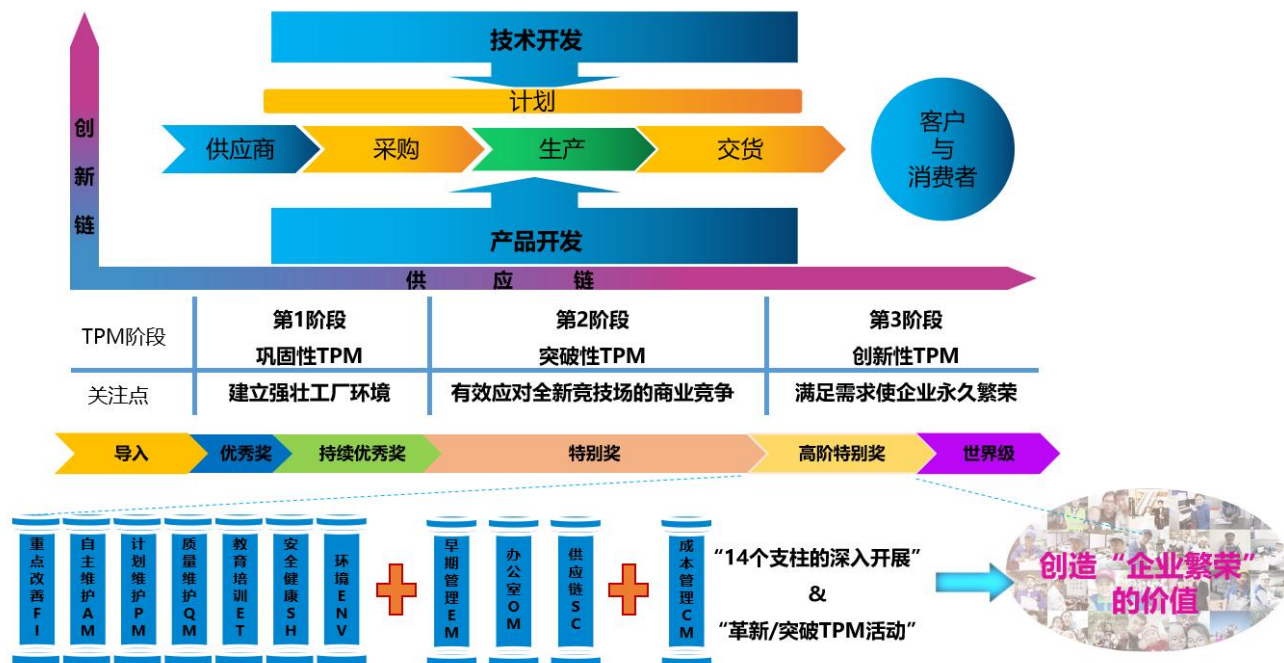 技术开发
计划
供应商
采购
生产
交货
客户
与
消费者
产品开发
创新链
供应链
TPM阶段
第1阶段
巩固性TPM
第2阶段
突破性TPM
第3阶段
创新性TPM
关注点
建立强壮工厂环境
有效应对全新竞技场的商业竞争
满足需求使企业永久繁荣
导入
优秀奖
持续优秀奖
特别奖
高阶特别奖
世界级
重点改善FI
自主维护AM
计划维护PM
质量维护QM
教育培训ET
安全健康SH
环境ENV
早期管理EM
办公室OM
供应链SC
成本管理CM
“14个支柱的深入开展”
&
“革新/突破TPM活动”
创造“企业繁荣”
的价值